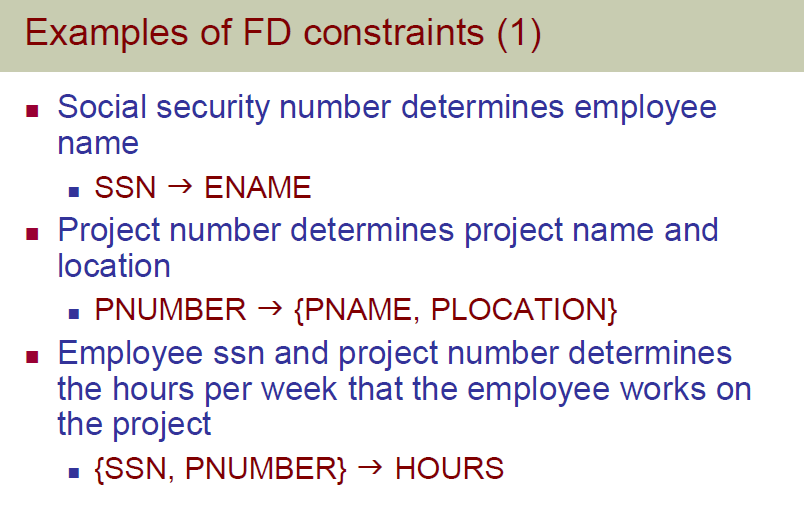 Examples of FD constraints (1)
■ Social security number determines employee
name
■ SSN → ENAME
■ Project number determines project name and
location
■ PNUMBER → {PNAME, PLOCATION}
■ Employee ssn and project number determines
the hours per week that the employee works on
the project
■ {SSN, PNUMBER} → HOURS